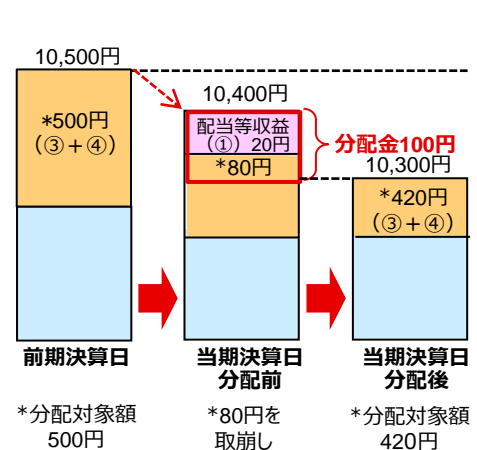 10,500円
*500円
(③+④)
10,400円
配当等収益
(①) 20円
*80円
分配金100円
10,300円
*420円
(③+④)
前期決算日
当期決算日
分配前
当期決算日
分配後
*分配対象額
500円
*80円を
取崩し
*分配対象額
420円